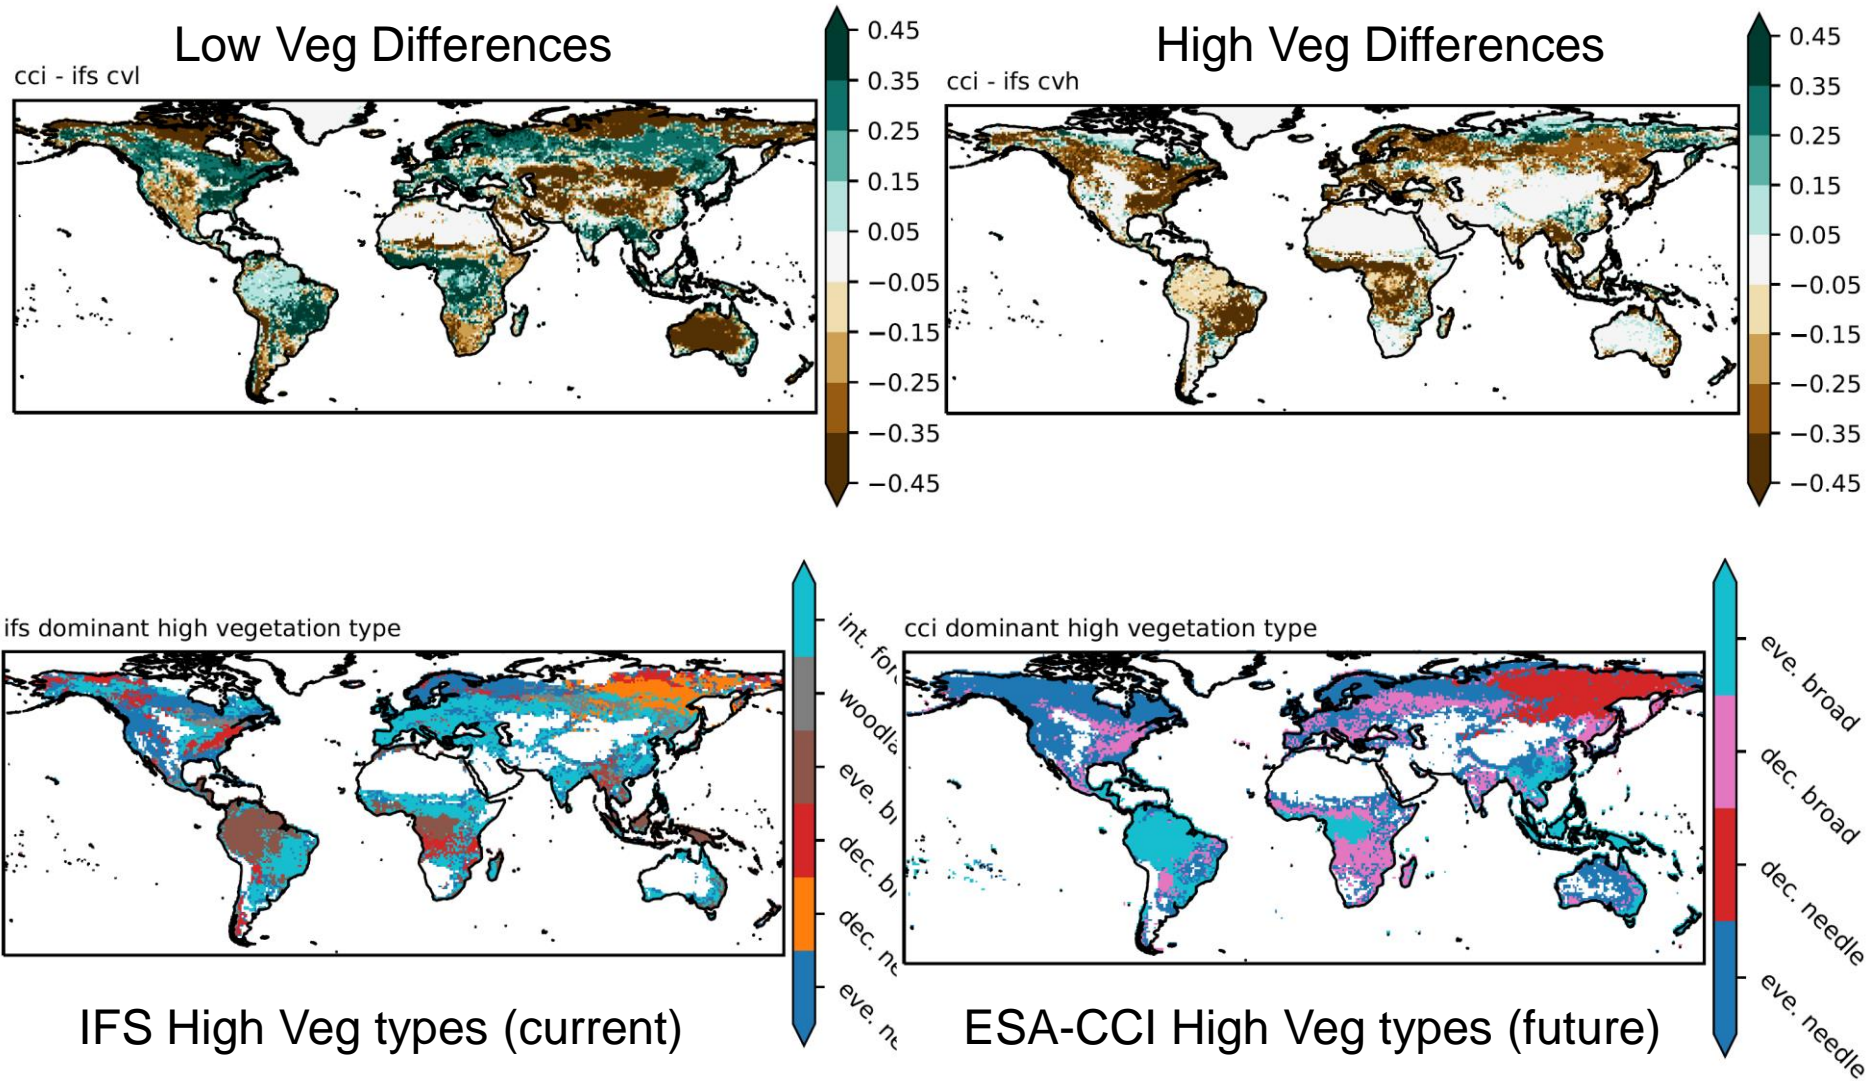 Low Veg Differences
cci - ifs cvl
0.45
0.35
0.25
0.15
0.05
−0.05
−0.15
−0.25
−0.35
−0.45
High Veg Differences
cci - ifs cvh
0.45
0.35
0.25
0.15
0.05
−0.05
−0.15
−0.25
−0.35
−0.45
ifs dominant high vegetation type
int.
eve.
dec.
dec.
eve.
IFS High Veg types (current)
cci dominant high vegetation type
eve. broad
dec. broad
dec. needle
eve. needle
ESA-CCI High Veg types (future)